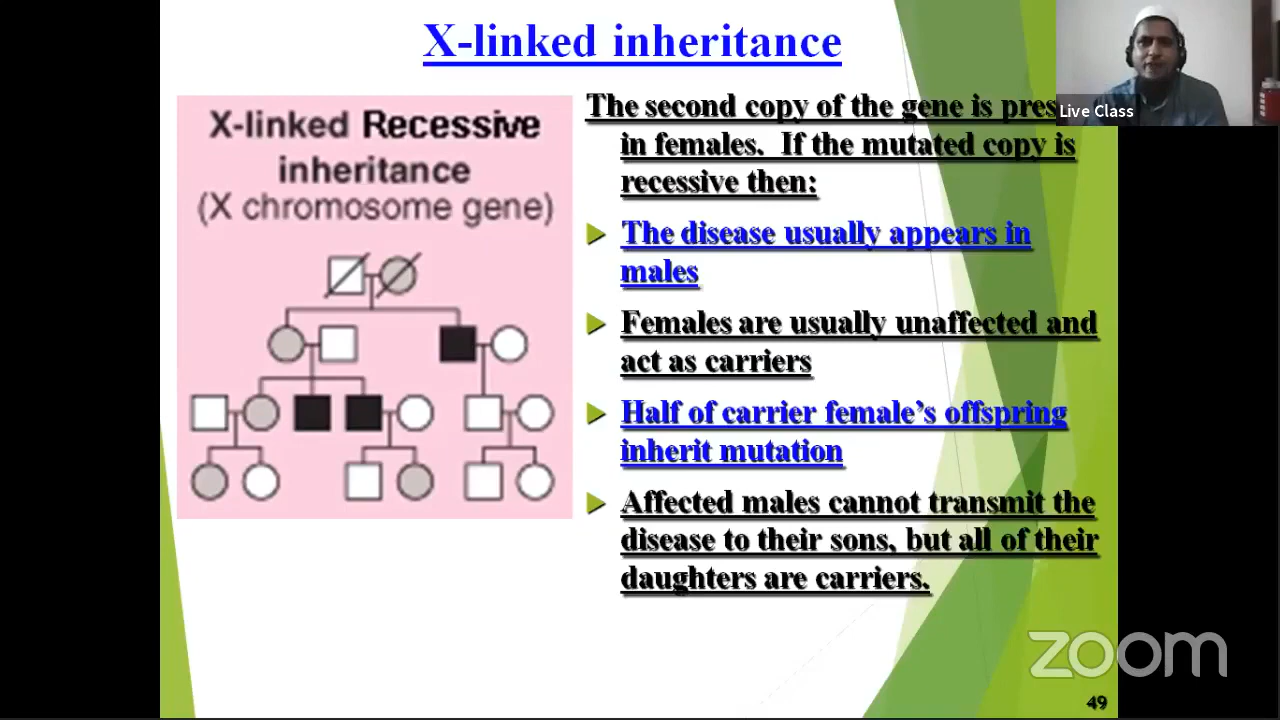 X-linked inheritance
X-linked Recessive
inheritance
(X chromosome gene)
The second copy of the gene is
in females. If the mutated copy is
recessive then:
The disease usually appears in
males
Females are usually unaffected and
act as carriers
Half of carrier female's offspring
inherit mutation
Affected males cannot transmit the
disease to their sons, but all of their
daughters are carriers.
Live Class
zoom
49